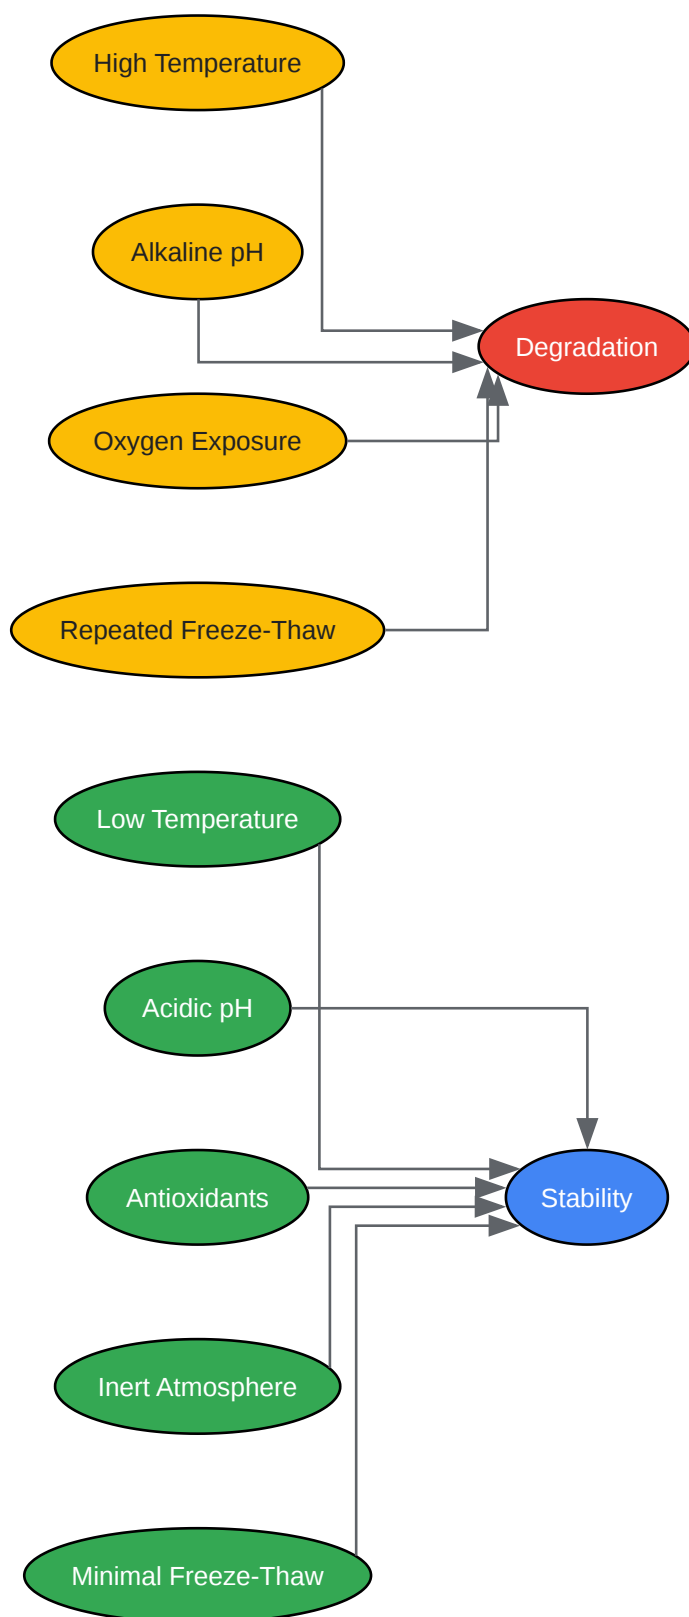 High Temperature
Alkaline pH
Degradation
Oxygen Exposure
Repeated Freeze-Thaw
Low Temperature
Acidic pH
Antioxidants
Stability
Inert Atmosphere
Minimal Freeze-Thaw